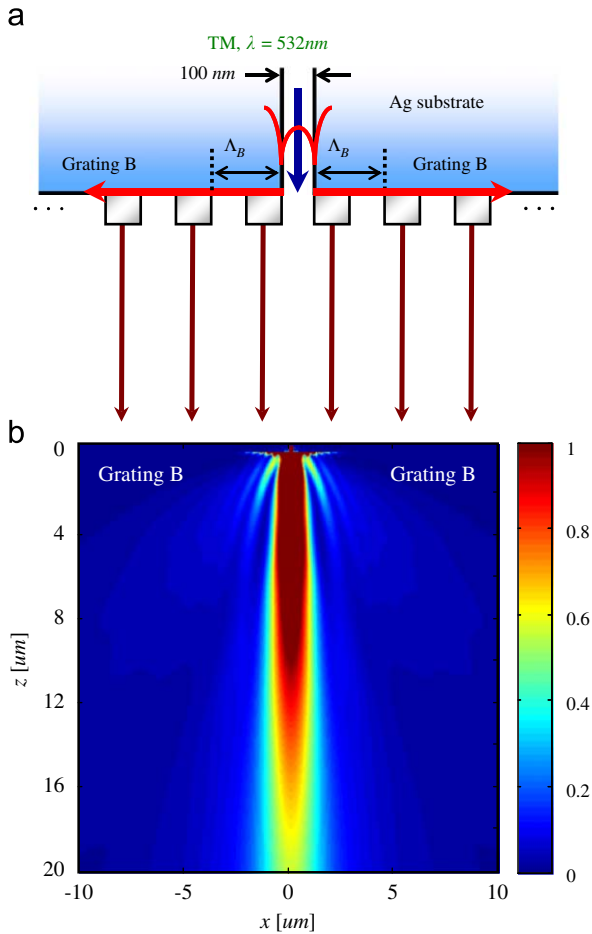 a
TM, λ = 532nm
100 nm
Ag substrate
Λ_B
Λ_B
Grating B
Grating B
. . .
. . .
b
0
4
8
12
16
20
z [um]
Grating B
Grating B
1
0.8
0.6
0.4
0.2
0
-10
-5
0
5
10
x [um]